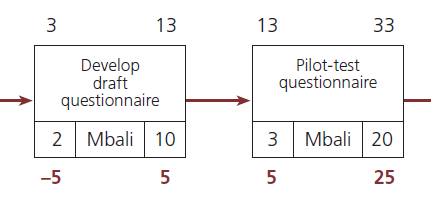 3 13 13 33
Develop
draft
questionnaire
Pilot-test
questionnaire
2 Mbali 10
3 Mbali 20
–5 5 5 25